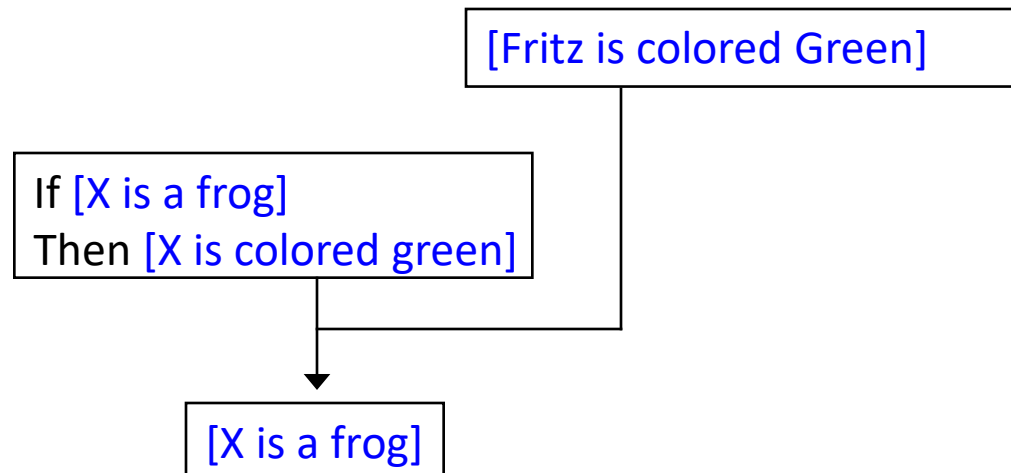 [Fritz is colored Green]
If [X is a frog]
Then [X is colored green]
[X is a frog]